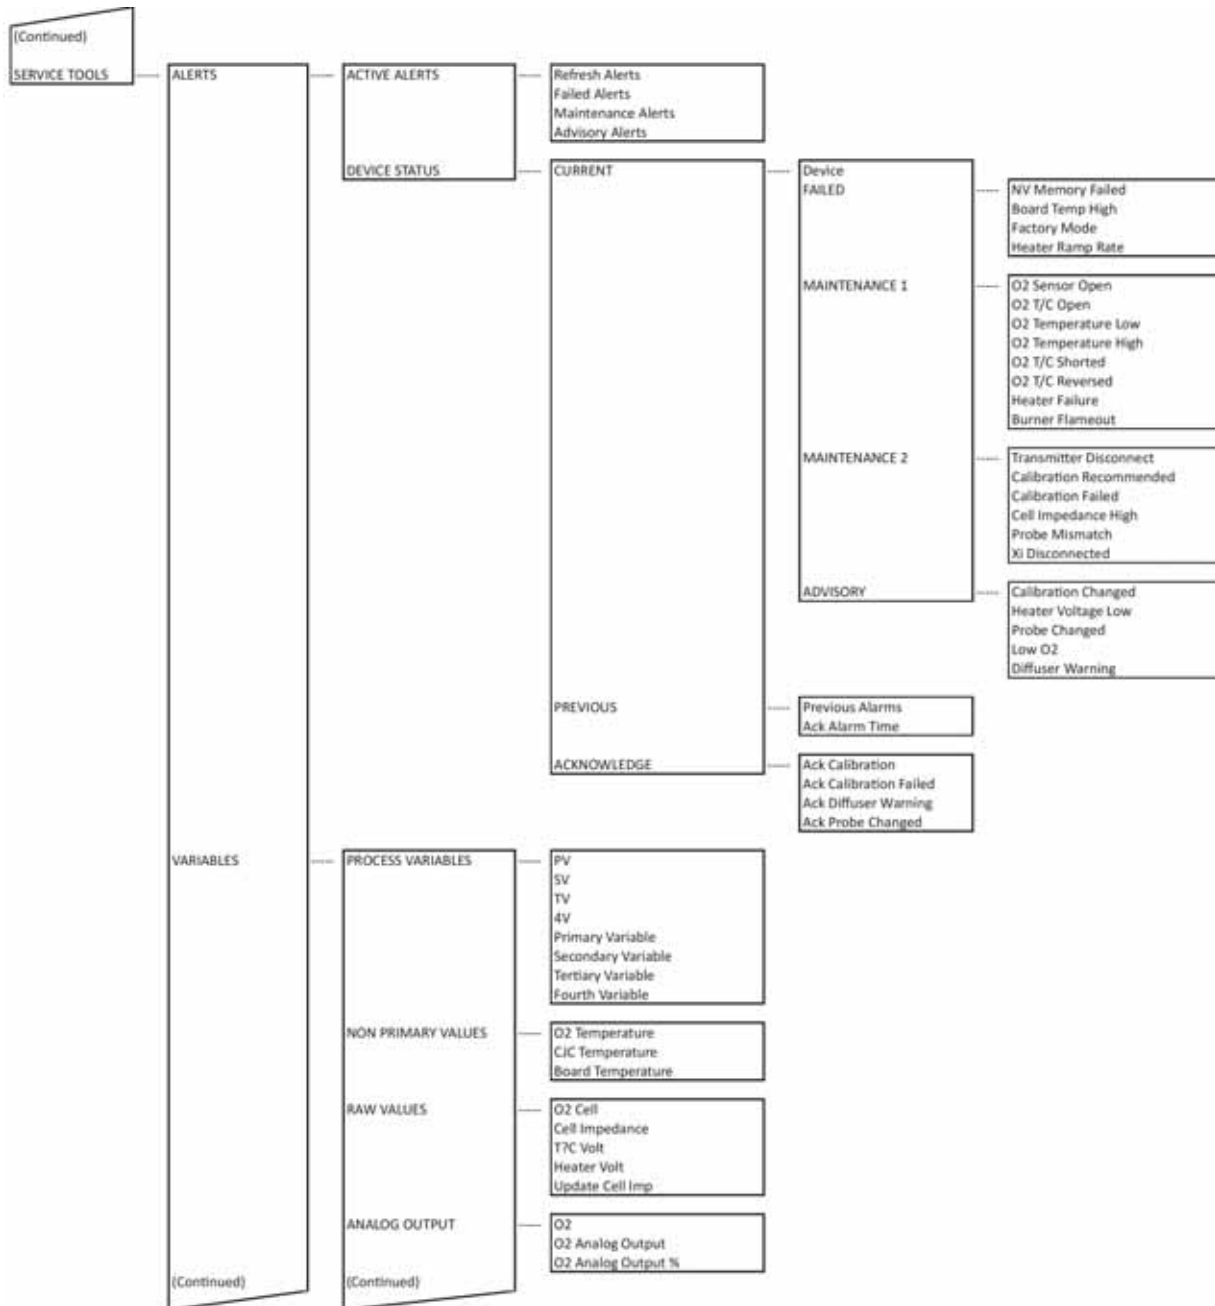 (Continued)
SERVICE TOOLS
ALERTS
ACTIVE ALERTS
Refresh Alerts
Failed Alerts
Maintenance Alerts
Advisory Alerts
DEVICE STATUS
CURRENT
Device
FAILED
NV Memory Failed
Board Temp High
Factory Mode
Heater Ramp Rate
MAINTENANCE 1
O2 Sensor Open
O2 T/C Open
O2 Temperature Low
O2 Temperature High
O2 T/C Shorted
O2 T/C Reversed
Heater Failure
Burner Flameout
MAINTENANCE 2
Transmitter Disconnect
Calibration Recommended
Calibration Failed
Cell Impedance High
Probe Mismatch
Xi Disconnected
ADVISORY
Calibration Changed
Heater Voltage Low
Probe Changed
Low O2
Diffuser Warning
PREVIOUS
Previous Alarms
Ack Alarm Time
ACKNOWLEDGE
Ack Calibration
Ack Calibration Failed
Ack Diffuser Warning
Ack Probe Changed
VARIABLES
PROCESS VARIABLES
PV
SV
TV
4V
Primary Variable
Secondary Variable
Tertiary Variable
Fourth Variable
NON PRIMARY VALUES
O2 Temperature
CJC Temperature
Board Temperature
RAW VALUES
O2 Cell
Cell Impedance
T?C Volt
Heater Volt
Update Cell Imp
ANALOG OUTPUT
O2
O2 Analog Output
O2 Analog Output %
(Continued)
(Continued)